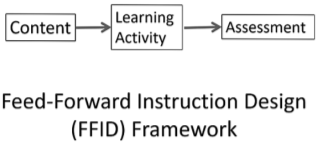 Content
Learning
Activity
Assessment
Feed-Forward Instruction Design
(FFID) Framework